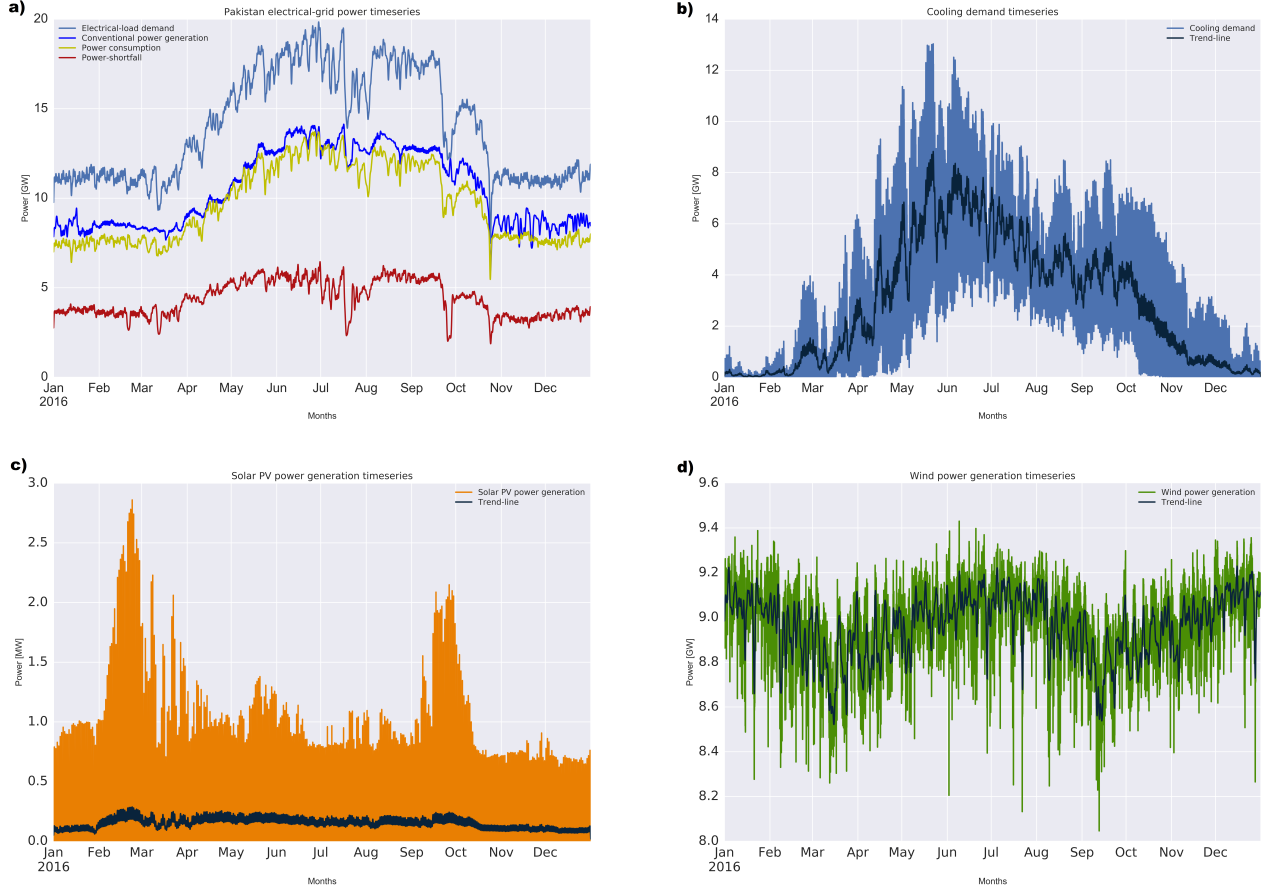 a)
Pakistan electrical-grid power timeseries
Electrical-load demand
Conventional power generation
Power consumption
Power-shortfall
20
15
10
5
0
Power [GW]
Jan Feb Mar Apr May Jun Jul Aug Sep Oct Nov Dec
2016
Months
b)
Cooling demand timeseries
Cooling demand
Trend-line
14
12
10
8
6
4
2
0
Power [GW]
Jan Feb Mar Apr May Jun Jul Aug Sep Oct Nov Dec
2016
Months
c)
Solar PV power generation timeseries
Solar PV power generation
Trend-line
3.0
2.5
2.0
1.5
1.0
0.5
0.0
Power [MW]
Jan Feb Mar Apr May Jun Jul Aug Sep Oct Nov Dec
2016
Months
d)
Wind power generation timeseries
Wind power generation
Trend-line
9.6
9.4
9.2
9.0
8.8
8.6
8.4
8.2
8.0
Power [GW]
Jan Feb Mar Apr May Jun Jul Aug Sep Oct Nov Dec
2016
Months